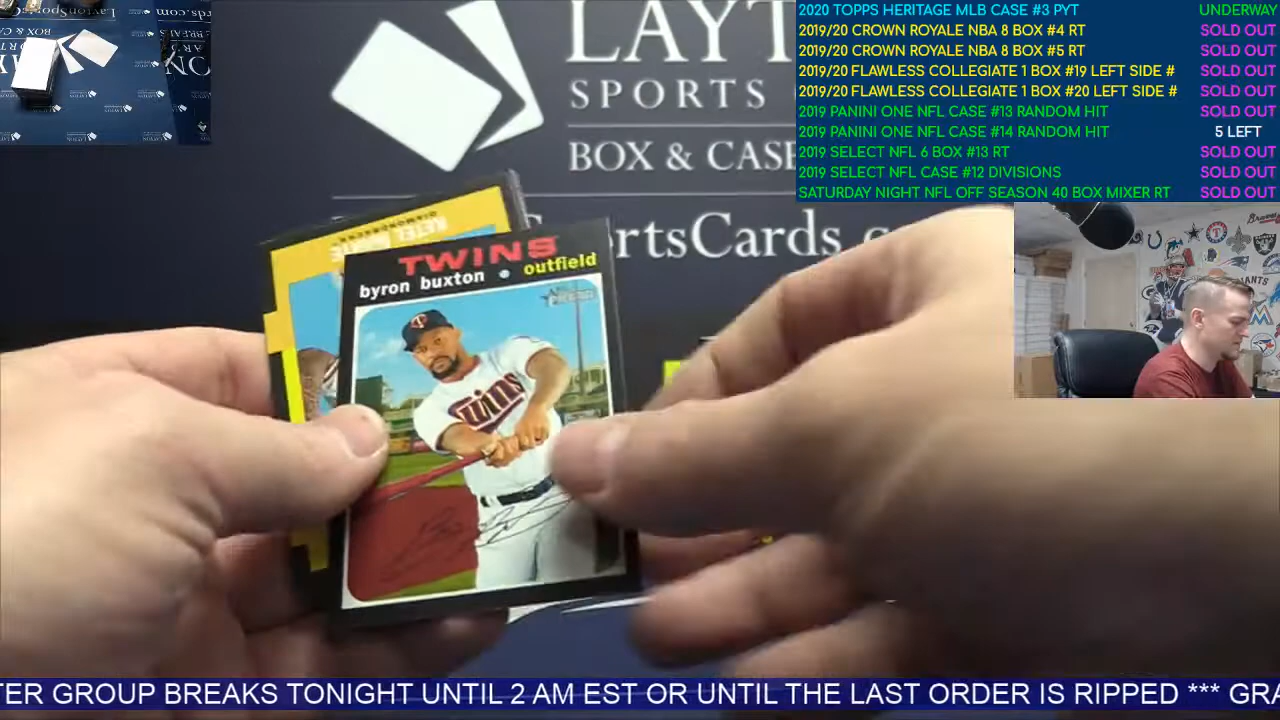 2020 TOPPS HERITAGE MLB CASE #3 PYT UNDERWAY
2019/20 CROWN ROYALE NBA 8 BOX #4 RT SOLD OUT
2019/20 CROWN ROYALE NBA 8 BOX #5 RT SOLD OUT
2019/20 FLAWLESS COLLEGIATE 1 BOX #19 LEFT SIDE # SOLD OUT
2019/20 FLAWLESS COLLEGIATE 1 BOX #20 LEFT SIDE # SOLD OUT
2019 PANINI ONE NFL CASE #13 RANDOM HIT SOLD OUT
2019 PANINI ONE NFL CASE #14 RANDOM HIT 5 LEFT
2019 SELECT NFL 6 BOX #13 RT SOLD OUT
2019 SELECT NFL CASE #12 DIVISIONS SOLD OUT
SATURDAY NIGHT NFL OFF SEASON 40 BOX MIXER RT SOLD OUT
LAYT
SPORTS
BOX & CASE
ortsCards.c
TWINS
byron buxton • outfield
Twins
TER GROUP BREAKS TONIGHT UNTIL 2 AM EST OR UNTIL THE LAST ORDER IS RIPPED *** GRA